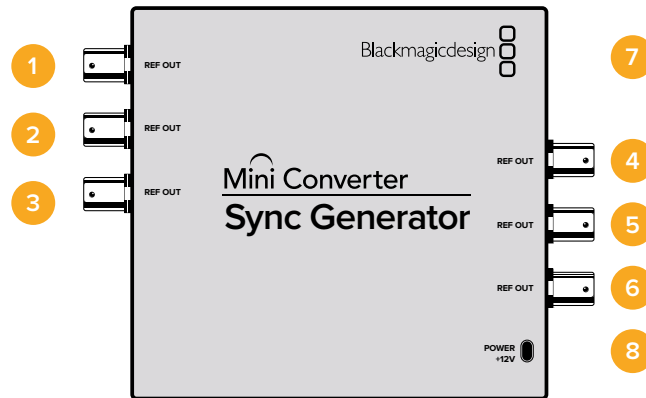 1
REF OUT
Blackmagicdesign
7
2
REF OUT
REF OUT
4
3
REF OUT
Mini Converter
Sync Generator
REF OUT
5
REF OUT
6
POWER
+12V
8